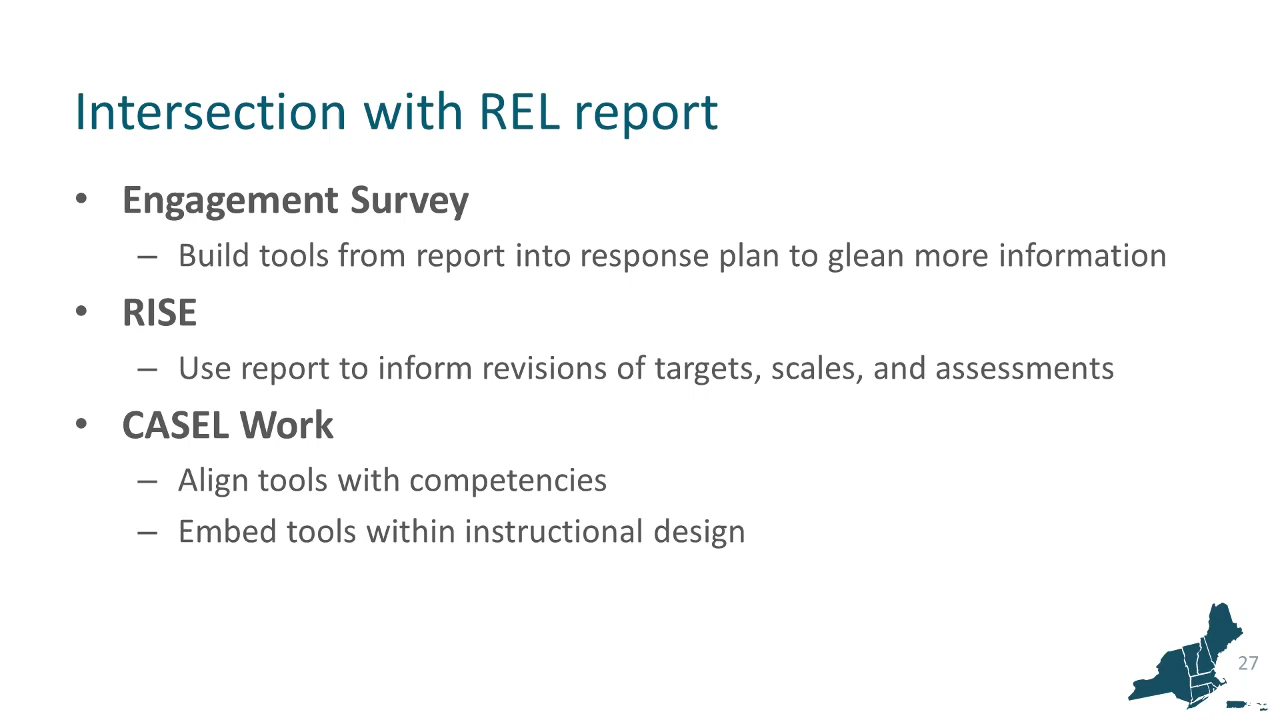 Intersection with REL report
• Engagement Survey
– Build tools from report into response plan to glean more information
• RISE
– Use report to inform revisions of targets, scales, and assessments
• CASEL Work
– Align tools with competencies
– Embed tools within instructional design
27